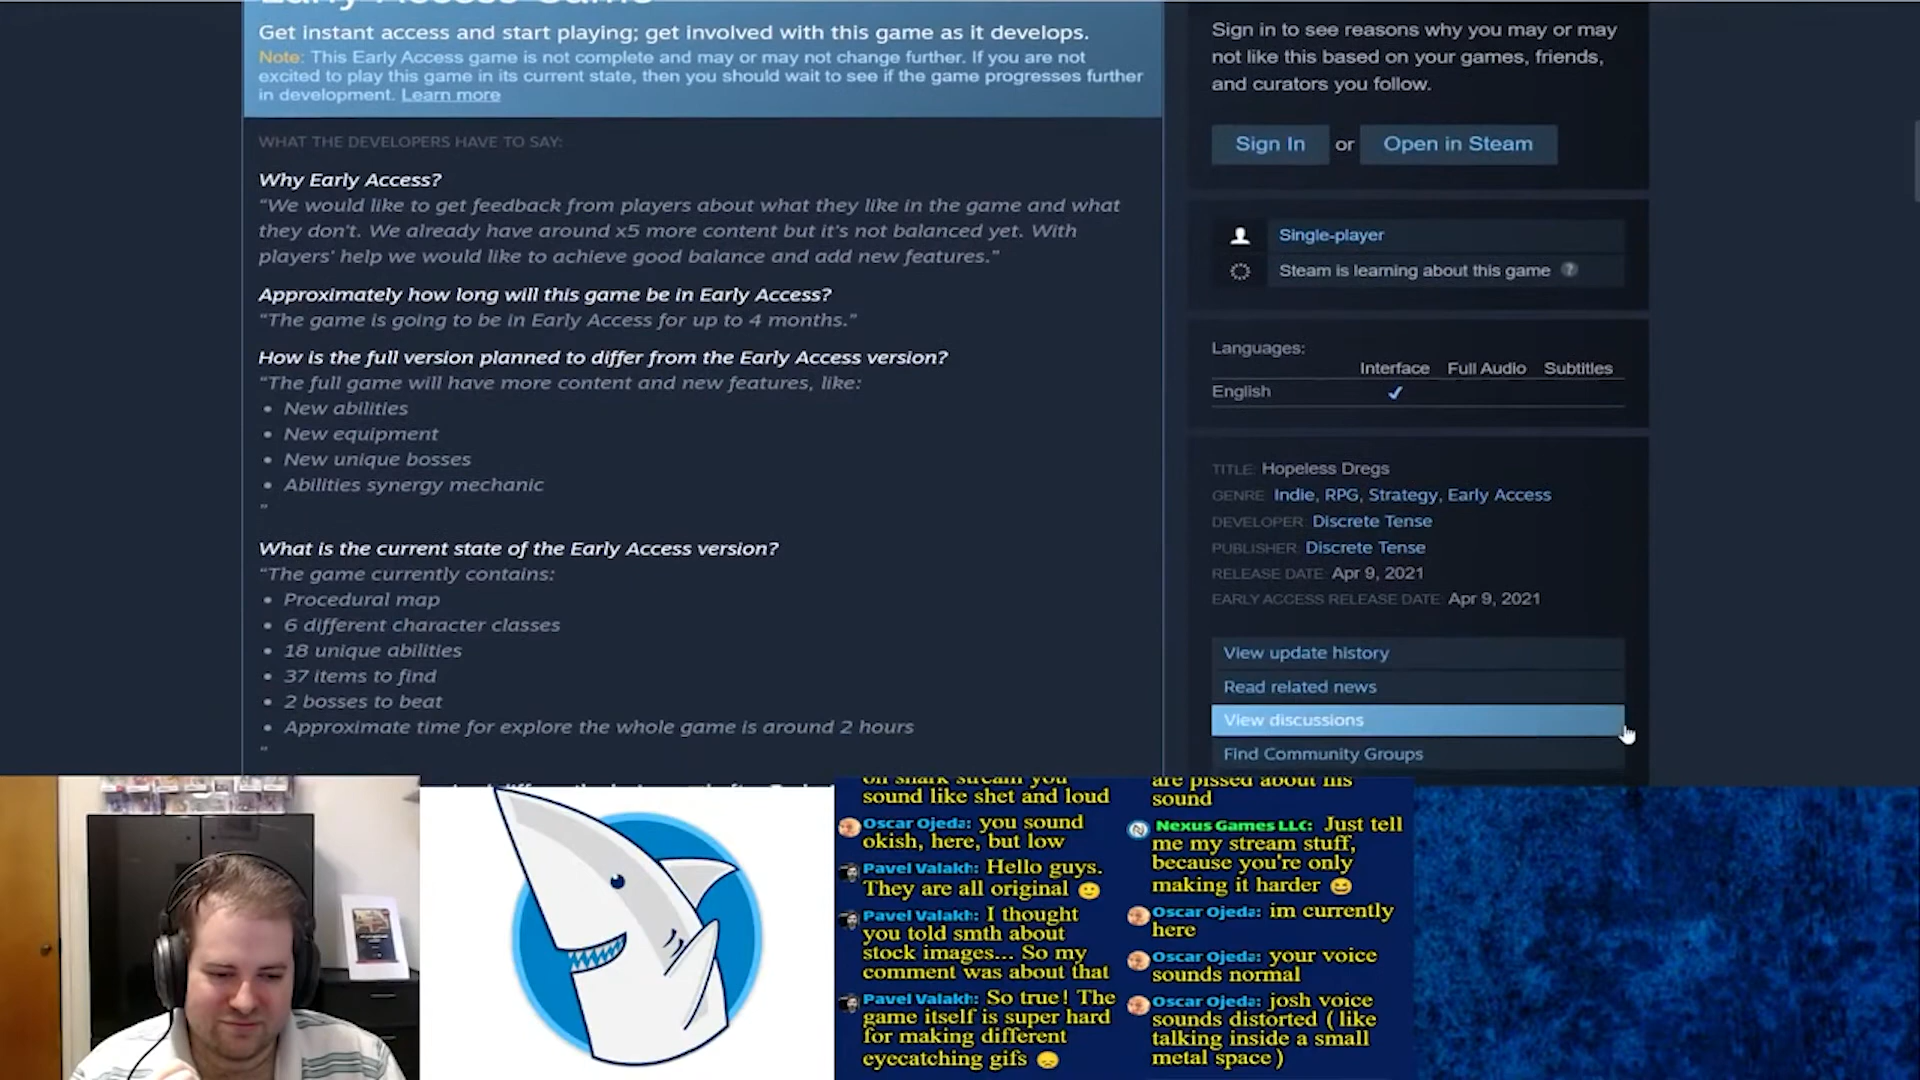 Early Access Game
Get instant access and start playing; get involved with this game as it develops.
Note: This Early Access game is not complete and may or may not change further. If you are not
excited to play this game in its current state, then you should wait to see if the game progresses further
in development. Learn more
WHAT THE DEVELOPERS HAVE TO SAY:
Why Early Access?
“We would like to get feedback from players about what they like in the game and what
they don't. We already have around x5 more content but it's not balanced yet. With
players' help we would like to achieve good balance and add new features.”
Approximately how long will this game be in Early Access?
“The game is going to be in Early Access for up to 4 months.”
How is the full version planned to differ from the Early Access version?
“The full game will have more content and new features, like:
• New abilities
• New equipment
• New unique bosses
• Abilities synergy mechanic
”
What is the current state of the Early Access version?
“The game currently contains:
• Procedural map
• 6 different character classes
• 18 unique abilities
• 37 items to find
• 2 bosses to beat
• Approximate time for explore the whole game is around 2 hours
”
Sign in to see reasons why you may or may
not like this based on your games, friends,
and curators you follow.
Sign In or Open in Steam
Single-player
Steam is learning about this game ?
Languages:
Interface Full Audio Subtitles
English ✔
TITLE: Hopeless Dregs
GENRE: Indie, RPG, Strategy, Early Access
DEVELOPER: Discrete Tense
PUBLISHER: Discrete Tense
RELEASE DATE: Apr 9, 2021
EARLY ACCESS RELEASE DATE: Apr 9, 2021
View update history
Read related news
View discussions
Find Community Groups
on shark stream you
sound like shet and loud
Oscar Ojeda: you sound
okish, here, but low
Pavel Valakh: Hello guys.
They are all original 🙂
Pavel Valakh: I thought
you told smth about
stock images... So my
comment was about that
Pavel Valakh: So true! The
game itself is super hard
for making different
eyecatching gifs 😞
are pissed about his
sound
Nexus Games LLC: Just tell
me my stream stuff,
because you're only
making it harder 😆
Oscar Ojeda: im currently
here
Oscar Ojeda: your voice
sounds normal
Oscar Ojeda: josh voice
sounds distorted (like
talking inside a small
metal space)